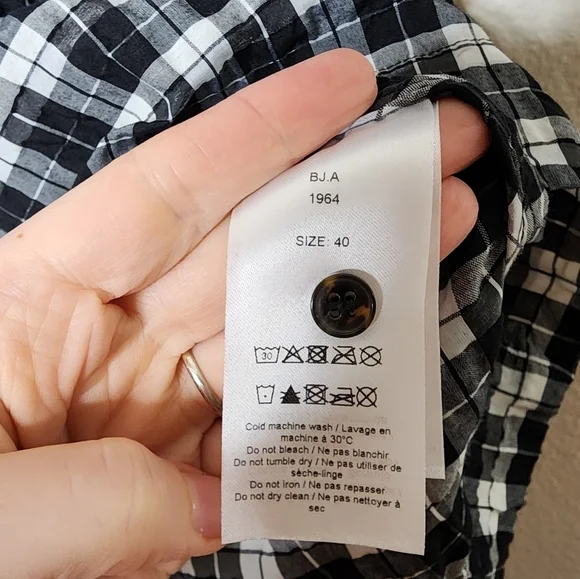 BJ.A
1964
SIZE: 40
30
Cold machine wash / Lavage en
machine à 30°C
Do not bleach / Ne pas blanchir
Do not tumble dry / Ne pas utiliser de
sèche-linge
Do not iron / Ne pas repasser
Do not dry clean / Ne pas nettoyer à
sec